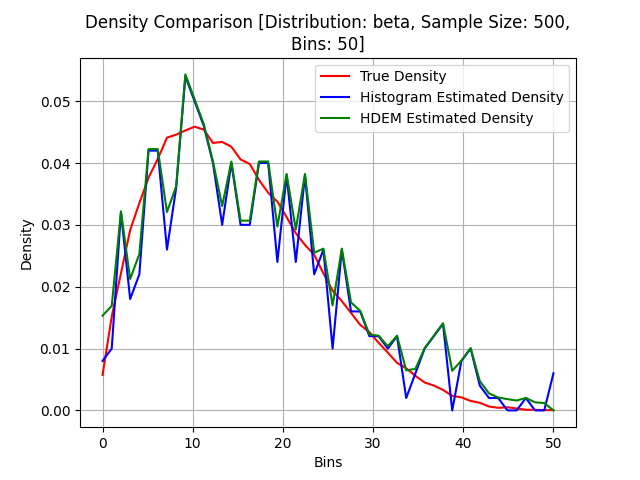 Density Comparison [Distribution: beta, Sample Size: 500,
Bins: 50]
True Density
Histogram Estimated Density
HDEM Estimated Density
0.05
0.04
0.03
0.02
0.01
0.00
Density
0 10 20 30 40 50
Bins